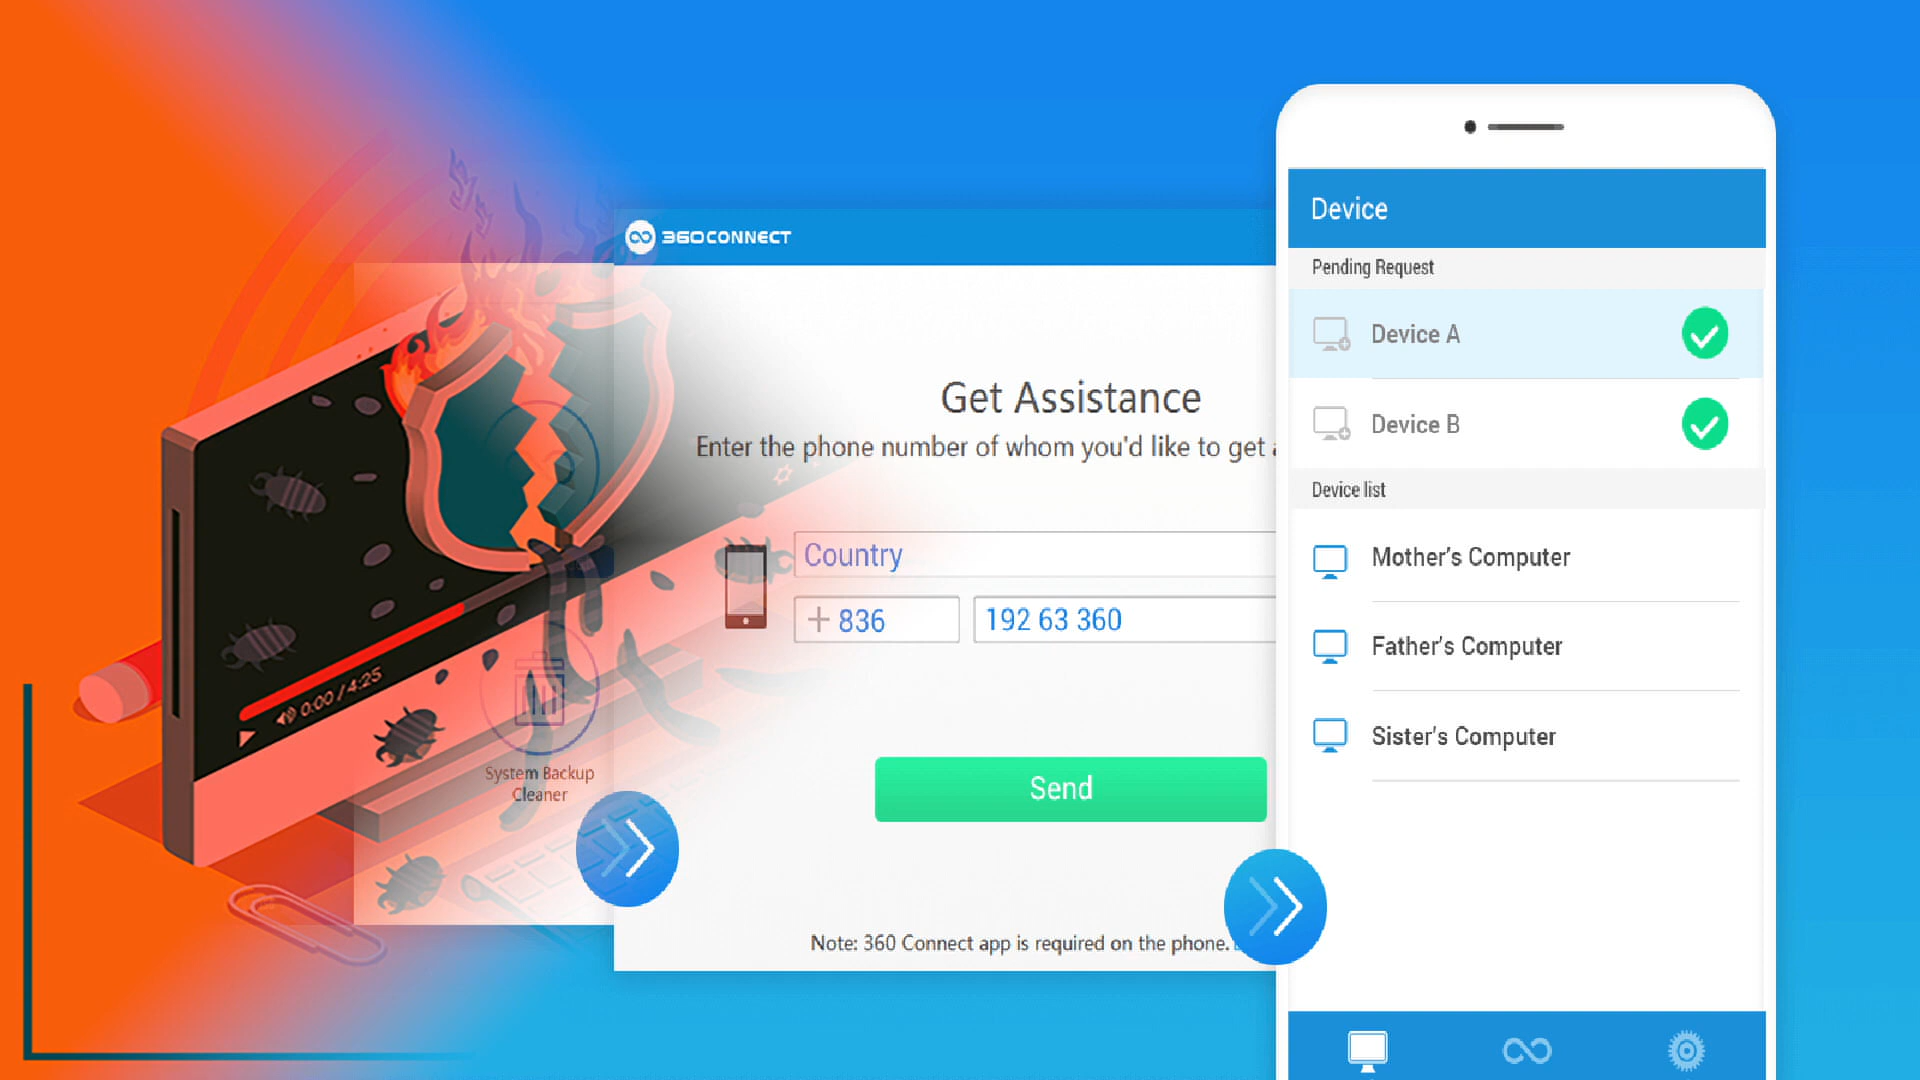 360CONNECT
Get Assistance
Enter the phone number of whom you'd like to get
Country
+ 836
192 63 360
Send
Note: 360 Connect app is required on the phone.
0:00 / 4:25
System Backup
Cleaner
Device
Pending Request
Device A
Device B
Device list
Mother's Computer
Father's Computer
Sister's Computer